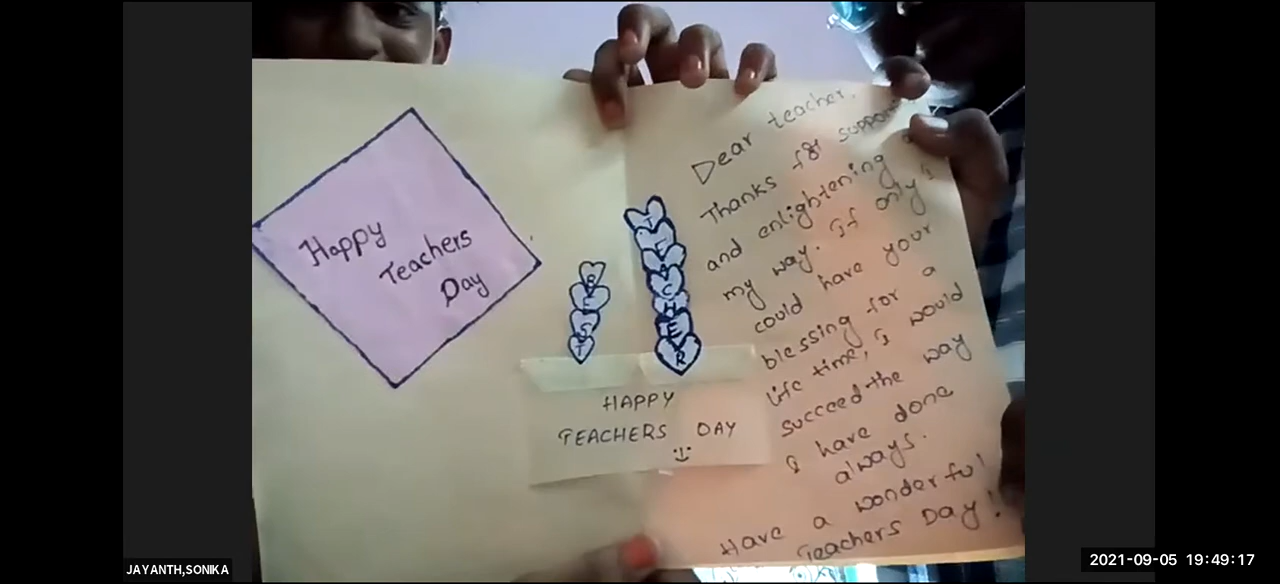 Happy
Teachers
Day
BEST
TEACHER
HAPPY
TEACHERS DAY
Dear teacher,
Thanks for
and enlightening
my way. If only I
could have your
blessing for a
life time, I would
succeed the way
I have done
always.
Have a wonderful
Teachers Day!
JAYANTH,SONIKA
2021-09-05 19:49:17